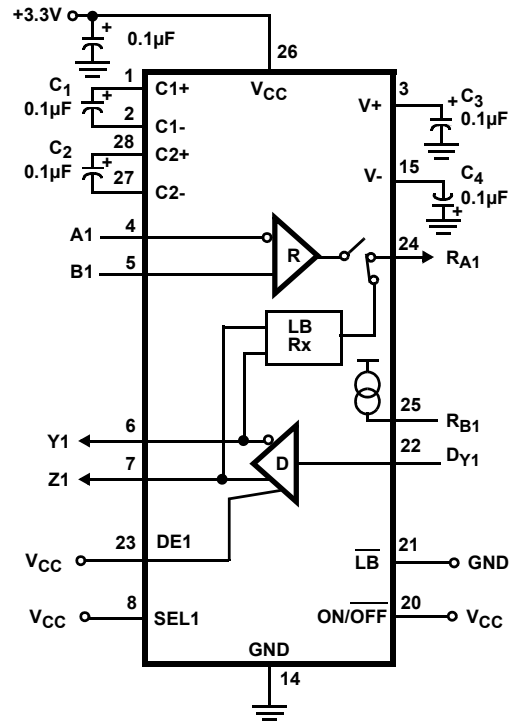 +3.3V
+
0.1µF
26
VCC
C1
0.1µF
+
1
C1+
2
C1-
C2
0.1µF
+
28
C2+
27
C2-
3
V+
+
C3
0.1µF
15
V-
C4
0.1µF
+
A1
4
B1
5
R
24
RA1
LB
Rx
25
RB1
Y1
6
Z1
7
D
22
DY1
VCC
23
DE1
21
LB
GND
VCC
8
SEL1
20
ON/OFF
VCC
GND
14